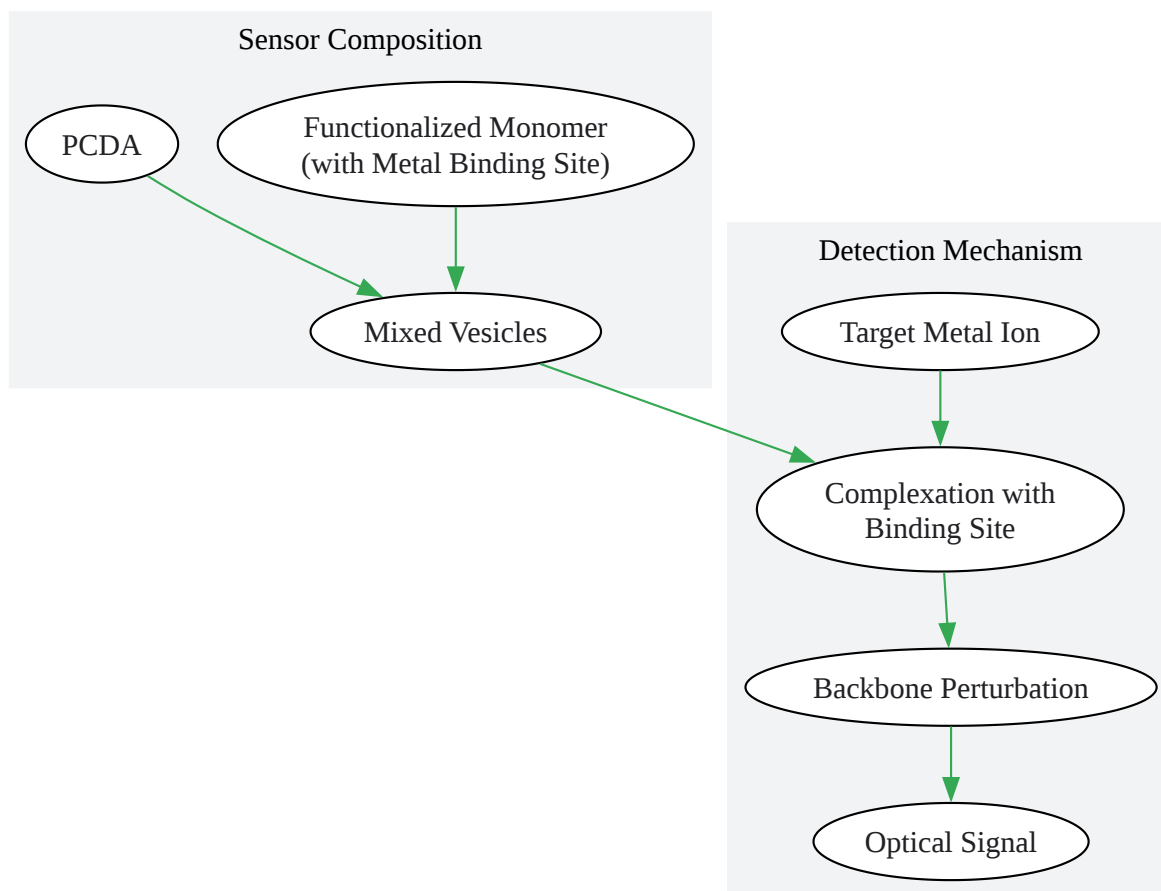 Sensor Composition
PCDA
Functionalized Monomer
(with Metal Binding Site)
Mixed Vesicles
Detection Mechanism
Target Metal Ion
Complexation with
Binding Site
Backbone Perturbation
Optical Signal